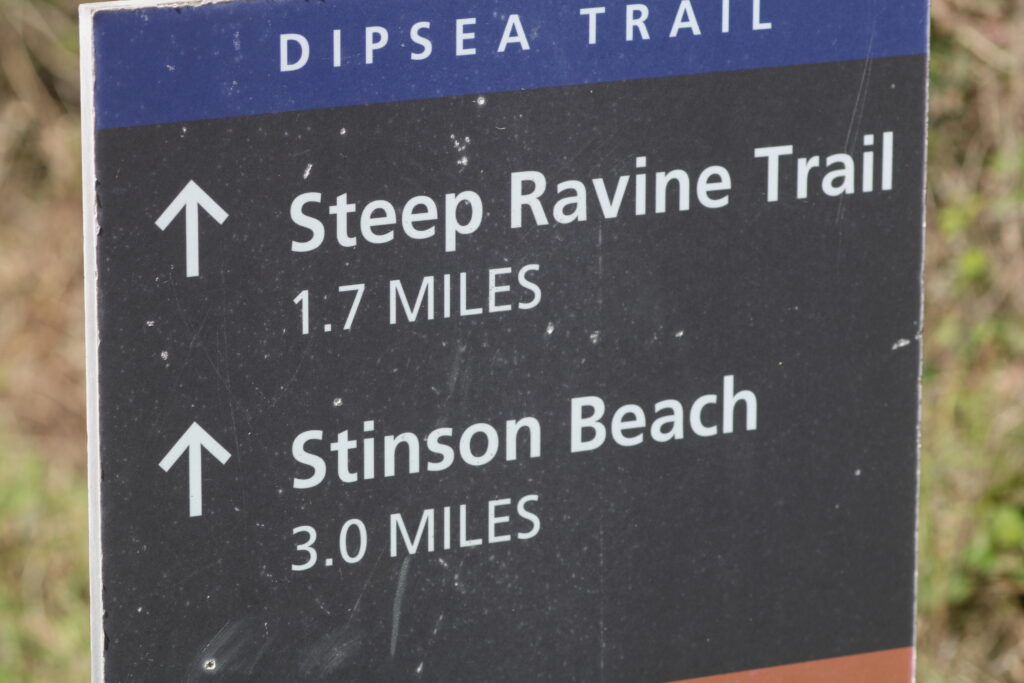 DIPSEA TRAIL
↑ Steep Ravine Trail
1.7 MILES
↑ Stinson Beach
3.0 MILES